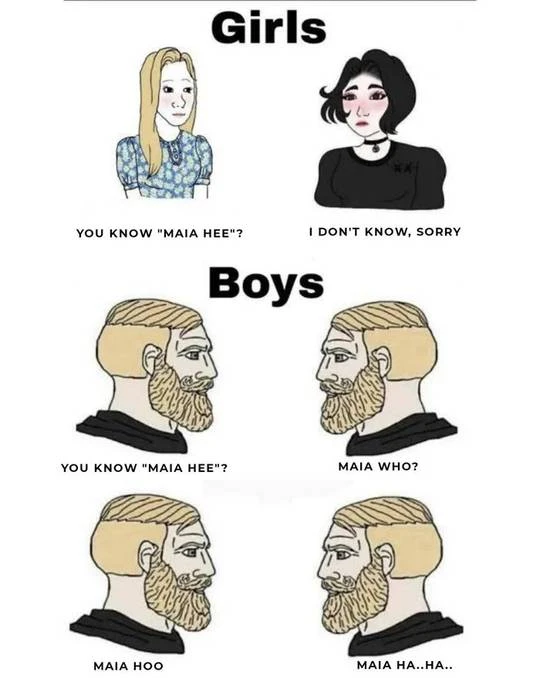 Girls
YOU KNOW "MAIA HEE"?
I DON'T KNOW, SORRY
Boys
YOU KNOW "MAIA HEE"?
MAIA WHO?
MAIA HOO
MAIA HA..HA..